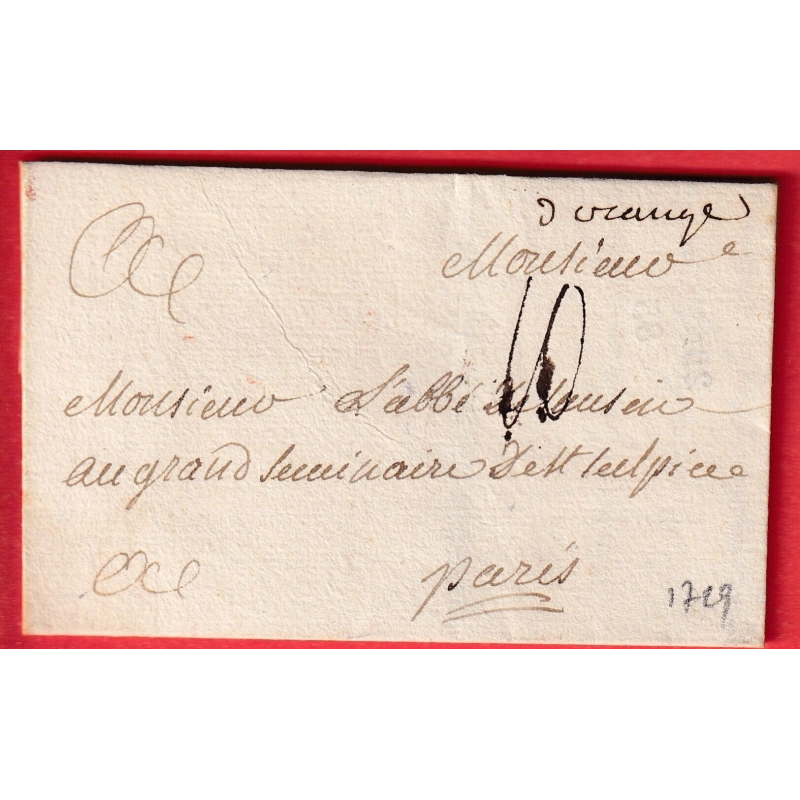 d orange
Monsieur
10
Monsieur L'abbé
au grand seminaire de st sulpice
a paris
1729